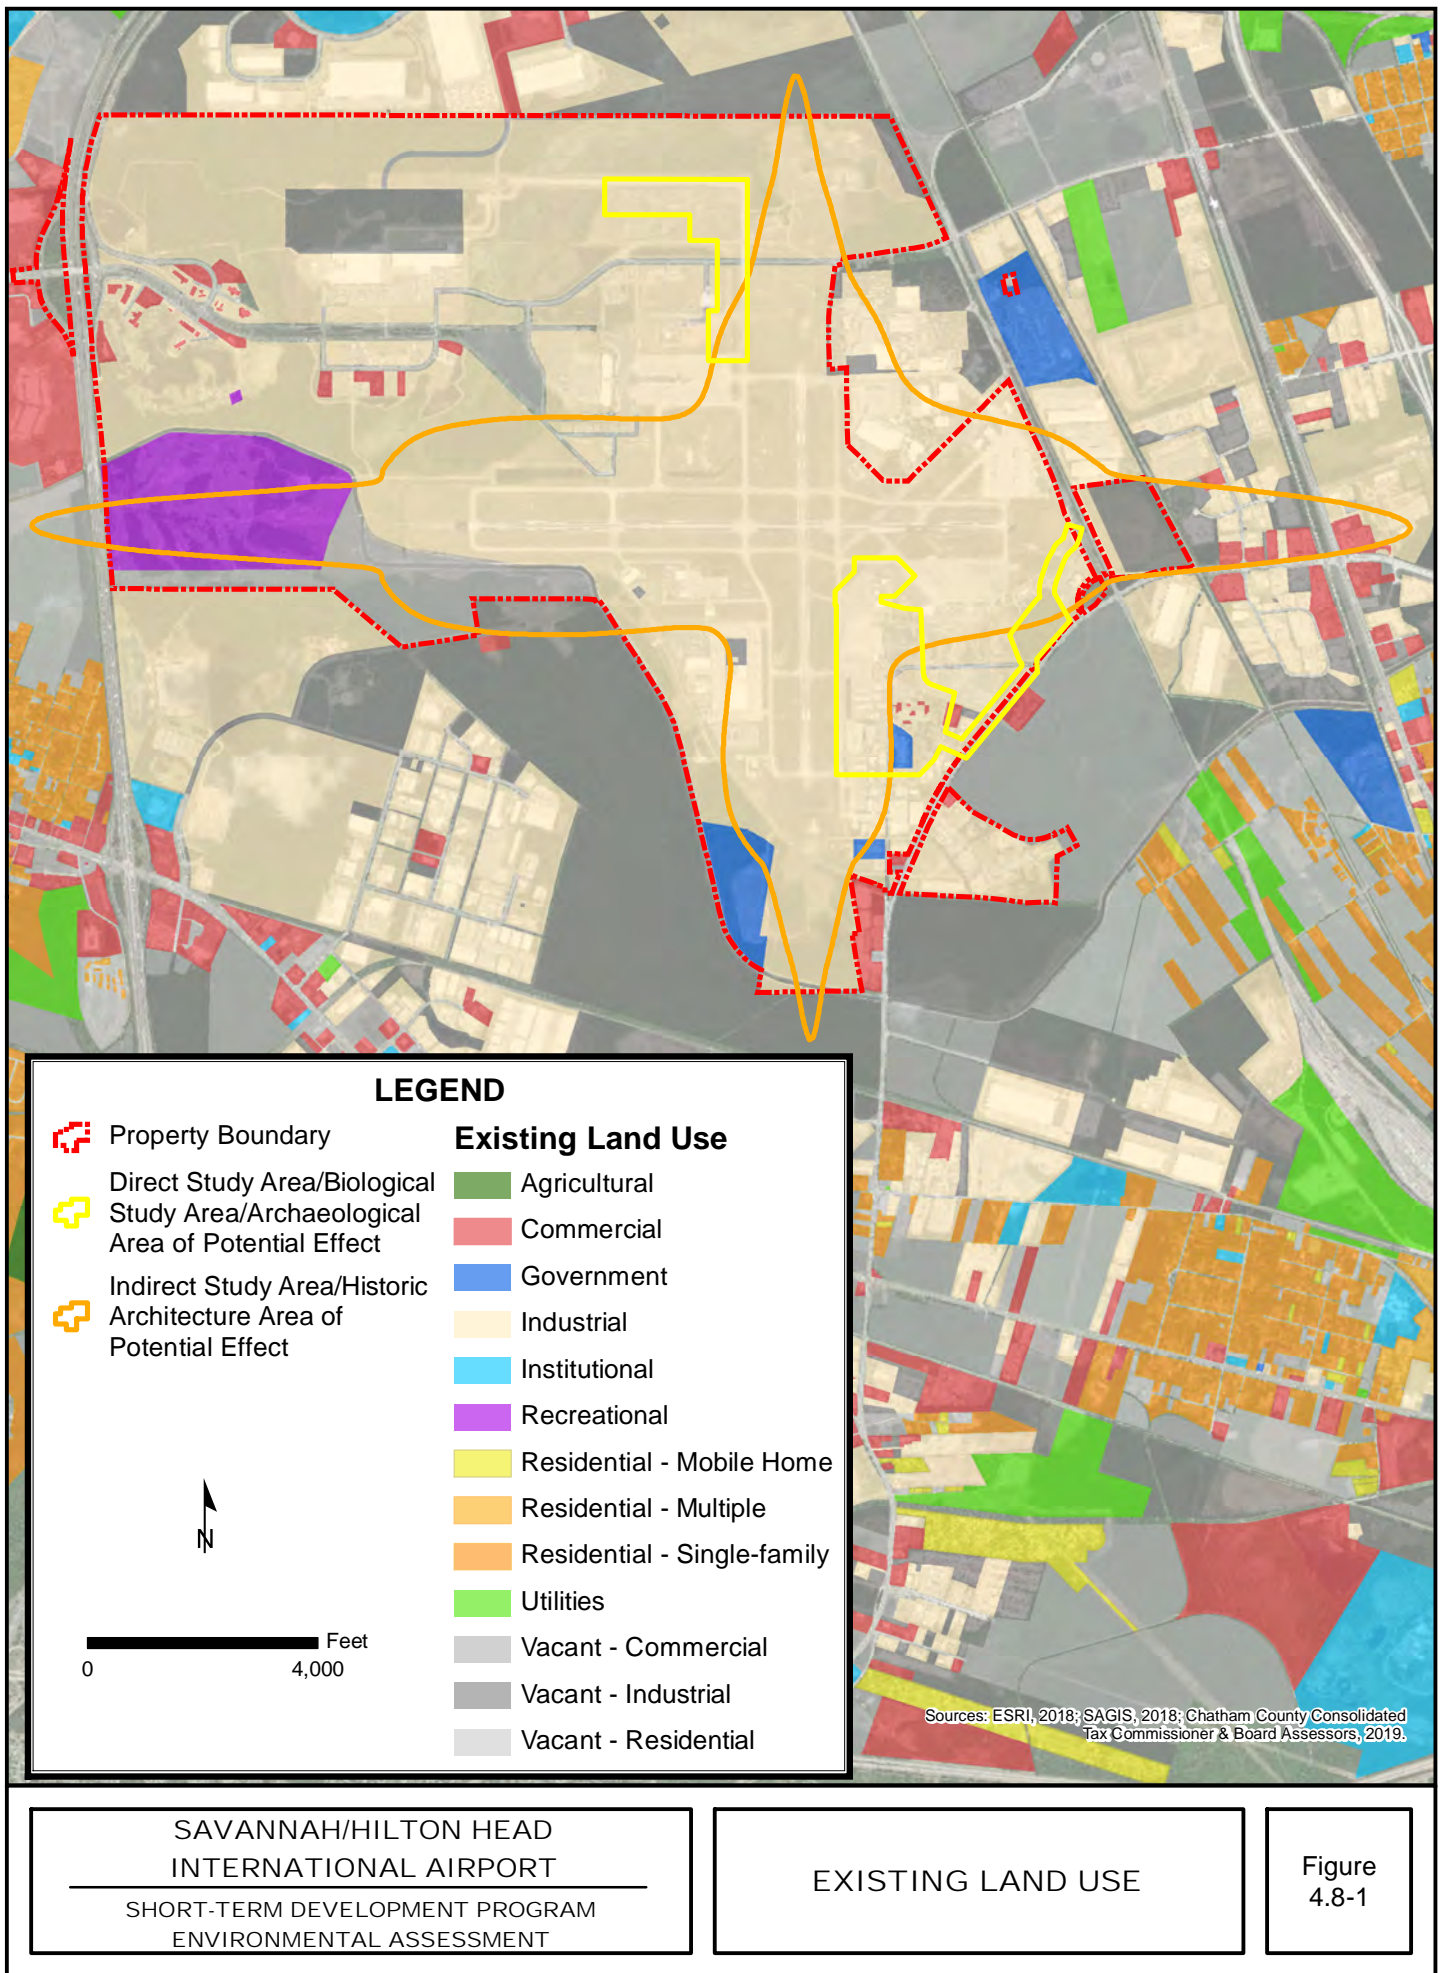 LEGEND
Property Boundary
Direct Study Area/Biological
Study Area/Archaeological
Area of Potential Effect
Indirect Study Area/Historic
Architecture Area of
Potential Effect
N
Feet
0 4,000
Existing Land Use
Agricultural
Commercial
Government
Industrial
Institutional
Recreational
Residential - Mobile Home
Residential - Multiple
Residential - Single-family
Utilities
Vacant - Commercial
Vacant - Industrial
Vacant - Residential
Sources: ESRI, 2018; SAGIS, 2018; Chatham County Consolidated
Tax Commissioner & Board Assessors, 2019.
SAVANNAH/HILTON HEAD
INTERNATIONAL AIRPORT
SHORT-TERM DEVELOPMENT PROGRAM
ENVIRONMENTAL ASSESSMENT
EXISTING LAND USE
Figure
4.8-1